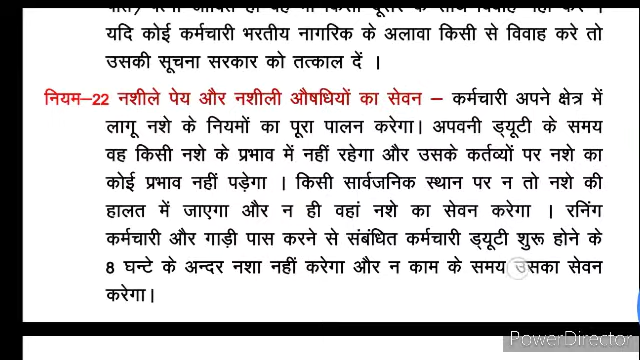 यदि कोई कर्मचारी भरतीय नागरिक के अलावा किसी से विवाह करे तो
उसकी सूचना सरकार को तत्काल दें ।
नियम–22 नशीले पेय और नशीली औषधियों का सेवन – कर्मचारी अपने क्षेत्र में
लागू नशे के नियमों का पूरा पालन करेगा। अपवनी ड्यूटी के समय
वह किसी नशे के प्रभाव में नहीं रहेगा और उसके कर्तव्यों पर नशे का
कोई प्रभाव नहीं पड़ेगा । किसी सार्वजनिक स्थान पर न तो नशे की
हालत में जाएगा और न ही वहां नशे का सेवन करेगा । रनिंग
कर्मचारी और गाड़ी पास करने से संबंधित कर्मचारी ड्यूटी शुरू होने के
8 घन्टे के अन्दर नशा नहीं करेगा और न काम के समय उसका सेवन
करेगा।
PowerDirector